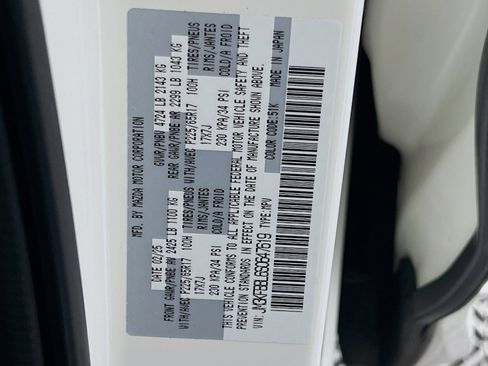 MFD. BY MAZDA MOTOR CORPORATION
DATE 02/25 GVWR/PNBV 4724 LB 2143 KG
FRONT GAWR/PNBE AV 2425 LB 1100 KG REAR GAWR/PNBE AR 2299 LB 1043 KG
WITH/AVEC P225/65R17 100H TIRES/PNEUS WITH/AVEC P225/65R17 100H TIRES/PNEUS
17X7J RIMS/JANTES 17X7J RIMS/JANTES
230 KPA/34 PSI COLD/A FROID 230 KPA/34 PSI COLD/A FROID
THIS VEHICLE CONFORMS TO ALL APPLICABLE FEDERAL MOTOR VEHICLE SAFETY AND THEFT
PREVENTION STANDARDS IN EFFECT ON THE DATE OF MANUFACTURE SHOWN ABOVE.
VIN: TYPE:MPV COLOR CODE:51K MADE IN JAPAN